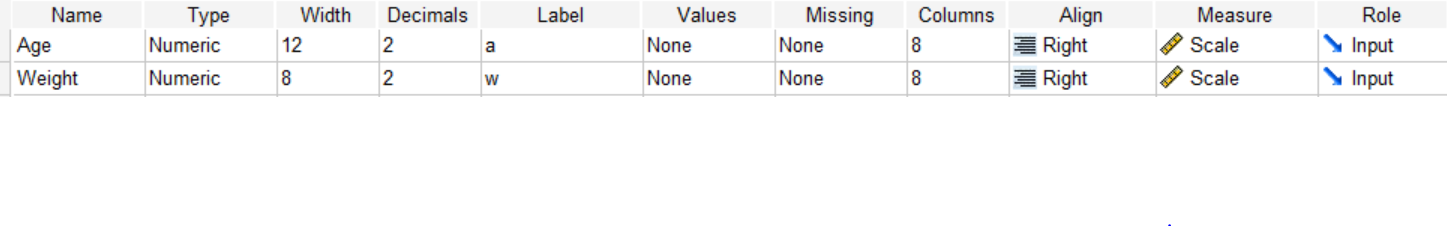 Name Type Width Decimals Label Values Missing Columns Align Measure Role
Age Numeric 12 2 a None None 8 Right Scale Input
Weight Numeric 8 2 w None None 8 Right Scale Input